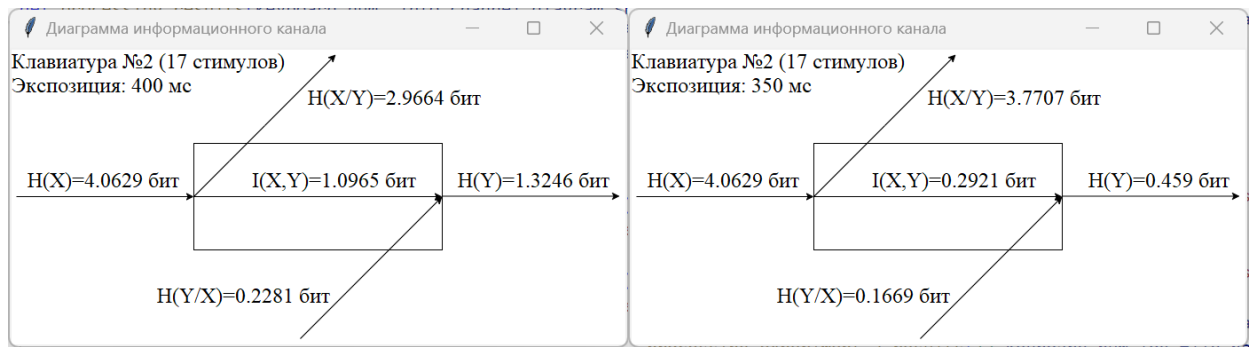 Диаграмма информационного канала
Клавиатура №2 (17 стимулов)
Экспозиция: 400 мс
H(X/Y)=2.9664 бит
H(X)=4.0629 бит
I(X,Y)=1.0965 бит
H(Y)=1.3246 бит
H(Y/X)=0.2281 бит
Диаграмма информационного канала
Клавиатура №2 (17 стимулов)
Экспозиция: 350 мс
H(X/Y)=3.7707 бит
H(X)=4.0629 бит
I(X,Y)=0.2921 бит
H(Y)=0.459 бит
H(Y/X)=0.1669 бит